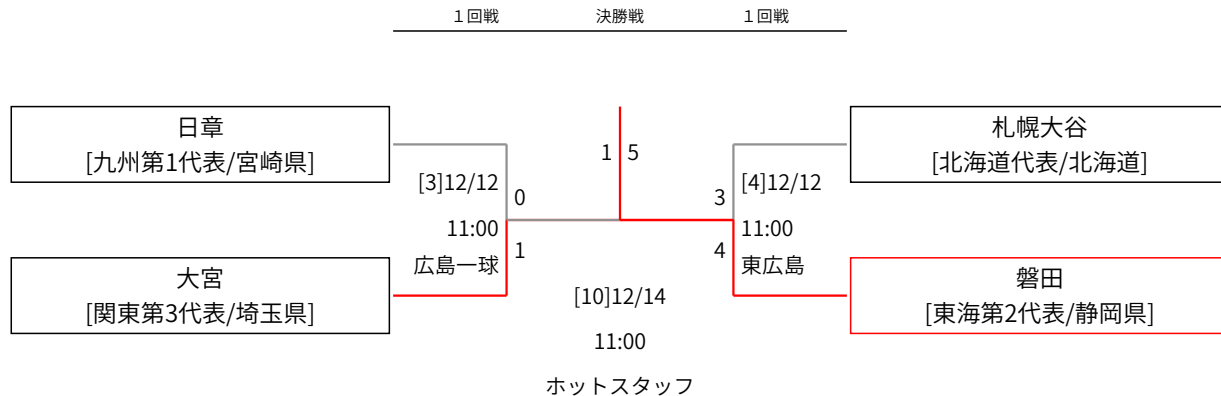 １回戦 決勝戦 １回戦
日章
[九州第1代表/宮崎県]
札幌大谷
[北海道代表/北海道]
1 5
[3]12/12
0
3
[4]12/12
11:00
1
広島一球
4
11:00
東広島
大宮
[関東第3代表/埼玉県]
磐田
[東海第2代表/静岡県]
[10]12/14
11:00
ホットスタッフ